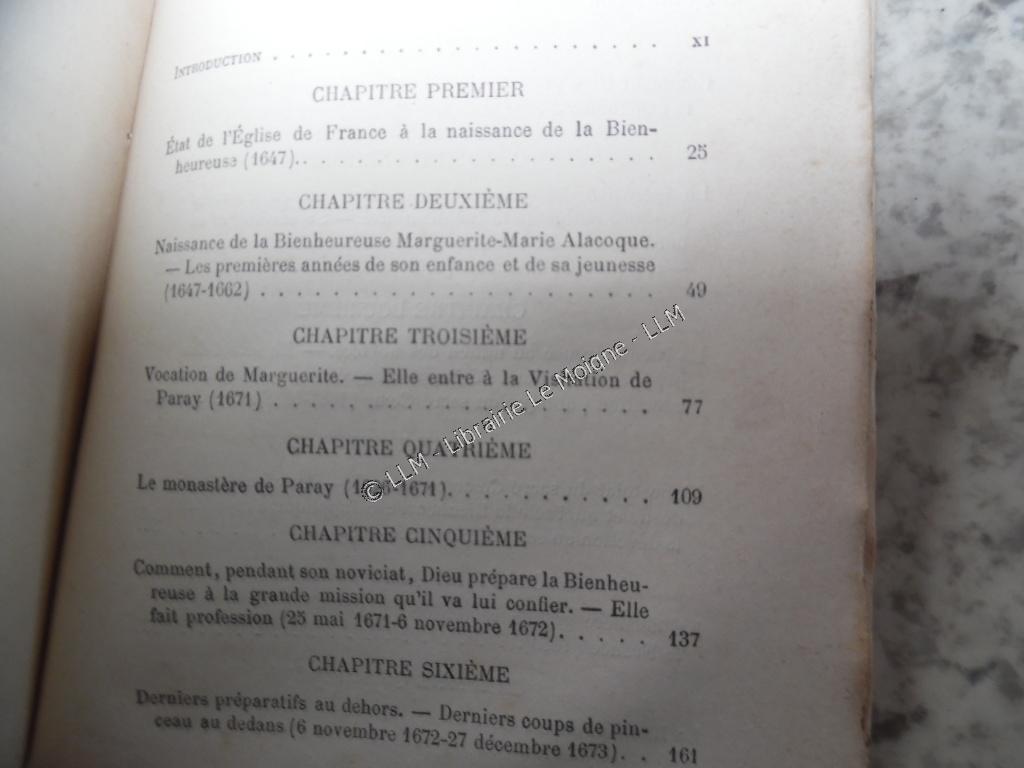 INTRODUCTION . . . . . . . . . . . . . . . . . . . . XI
CHAPITRE PREMIER
État de l'Église de France à la naissance de la Bien-
heureuse (1647). . . . . . . . . . . . . . . . . . . 25
CHAPITRE DEUXIÈME
Naissance de la Bienheureuse Marguerite-Marie Alacoque.
— Les premières années de son enfance et de sa jeunesse
(1647-1662) . . . . . . . . . . . . . . . . . . . . 49
CHAPITRE TROISIÈME
Vocation de Marguerite. — Elle entre à la Visitation de
Paray (1671) . . . . . . . . . . . . . . . . . . . 77
CHAPITRE QUATRIÈME
Le monastère de Paray ( -1671). . . . . . . . . . 109
CHAPITRE CINQUIÈME
Comment, pendant son noviciat, Dieu prépare la Bienheu-
reuse à la grande mission qu'il va lui confier. — Elle
fait profession (25 mai 1671-6 novembre 1672). . . . . 137
CHAPITRE SIXIÈME
Derniers préparatifs au dehors. — Derniers coups de pin-
ceau au dedans (6 novembre 1672-27 décembre 1673). . 161
© LLM - Librairie Le Moigne - LLM